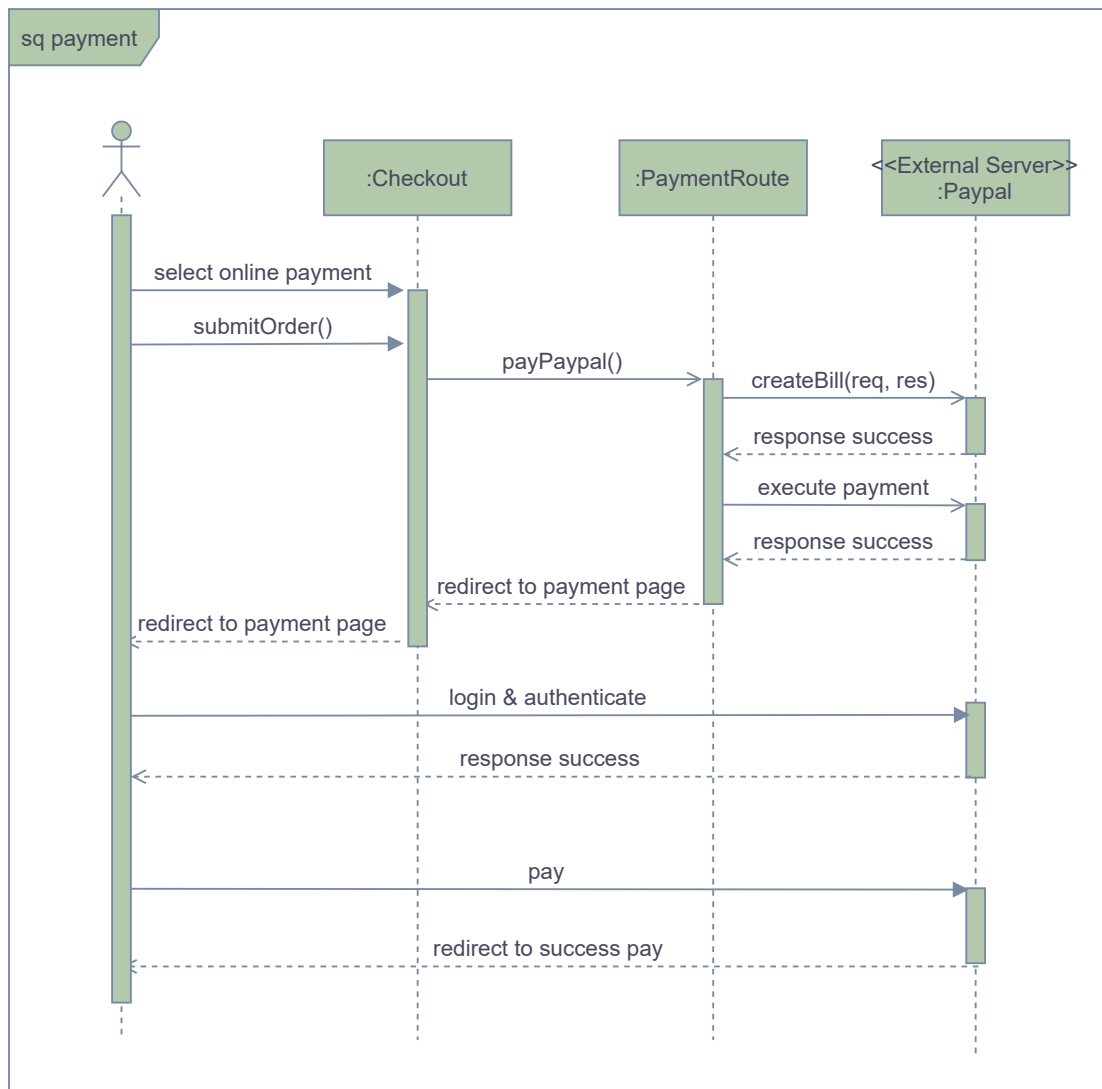 sq payment
:Checkout
:PaymentRoute
<<External Server>>
:Paypal
select online payment
submitOrder()
payPaypal()
createBill(req, res)
response success
execute payment
response success
redirect to payment page
redirect to payment page
login & authenticate
response success
pay
redirect to success pay